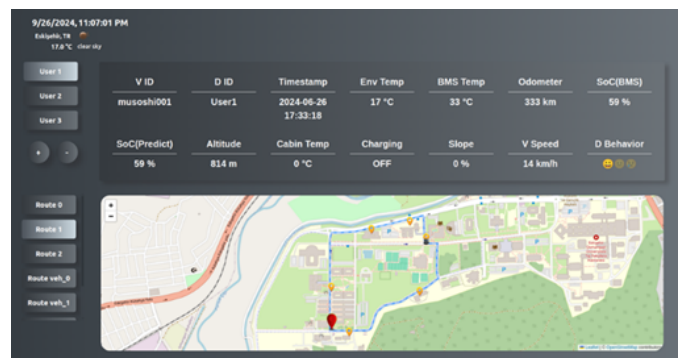 9/26/2024, 11:07:01 PM
Eskişehir, TR
17.0 °C clear sky
User 1
User 2
User 3
+ -
Route 0
Route 1
Route 2
Route veh_0
Route veh_1
V ID D ID Timestamp Env Temp BMS Temp Odometer SoC(BMS)
musoshi001 User1 2024-06-26 17 °C 33 °C 333 km 59 %
17:33:18
SoC(Predict) Altitude Cabin Temp Charging Slope V Speed D Behavior
59 % 814 m 0 °C OFF 0 % 14 km/h
+
-
Leaflet | © OpenStreetMap contributors